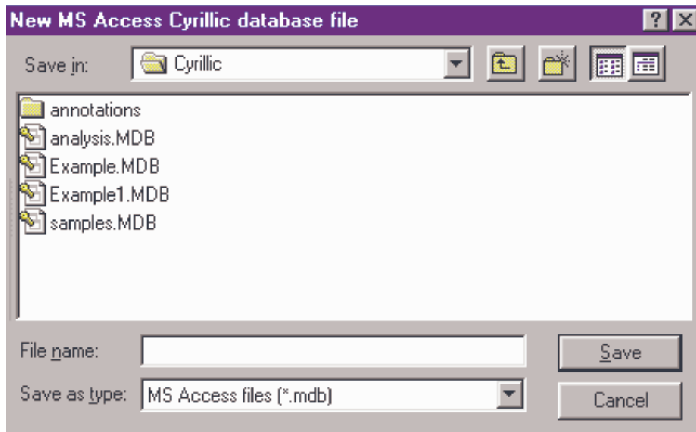 New MS Access Cyrillic database file
Save in: Cyrillic
annotations
analysis.MDB
Example.MDB
Example1.MDB
samples.MDB
File name: Save
Save as type: MS Access files (*.mdb) Cancel